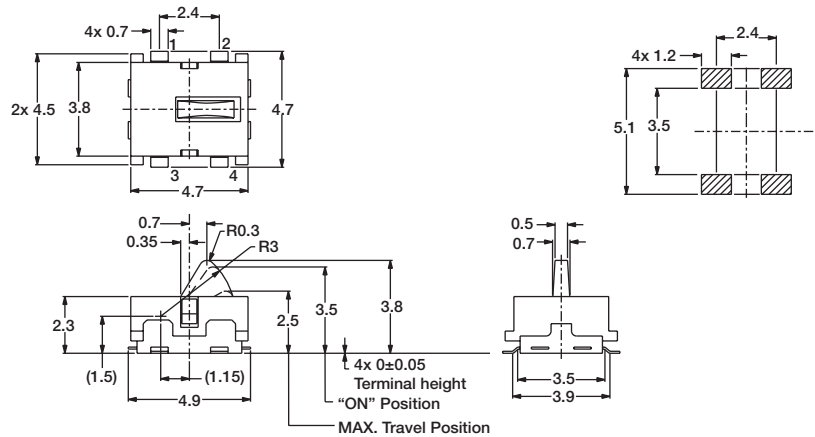 2.4
4x 0.7
1
2
2x 4.5
3.8
4.7
3
4
4.7
2.4
4x 1.2
5.1
3.5
0.7
0.35
R0.3
R3
2.3
2.5
3.5
3.8
(1.5)
(1.15)
4.9
4x 0±0.05
Terminal height
“ON” Position
MAX. Travel Position
0.5
0.7
3.5
3.9